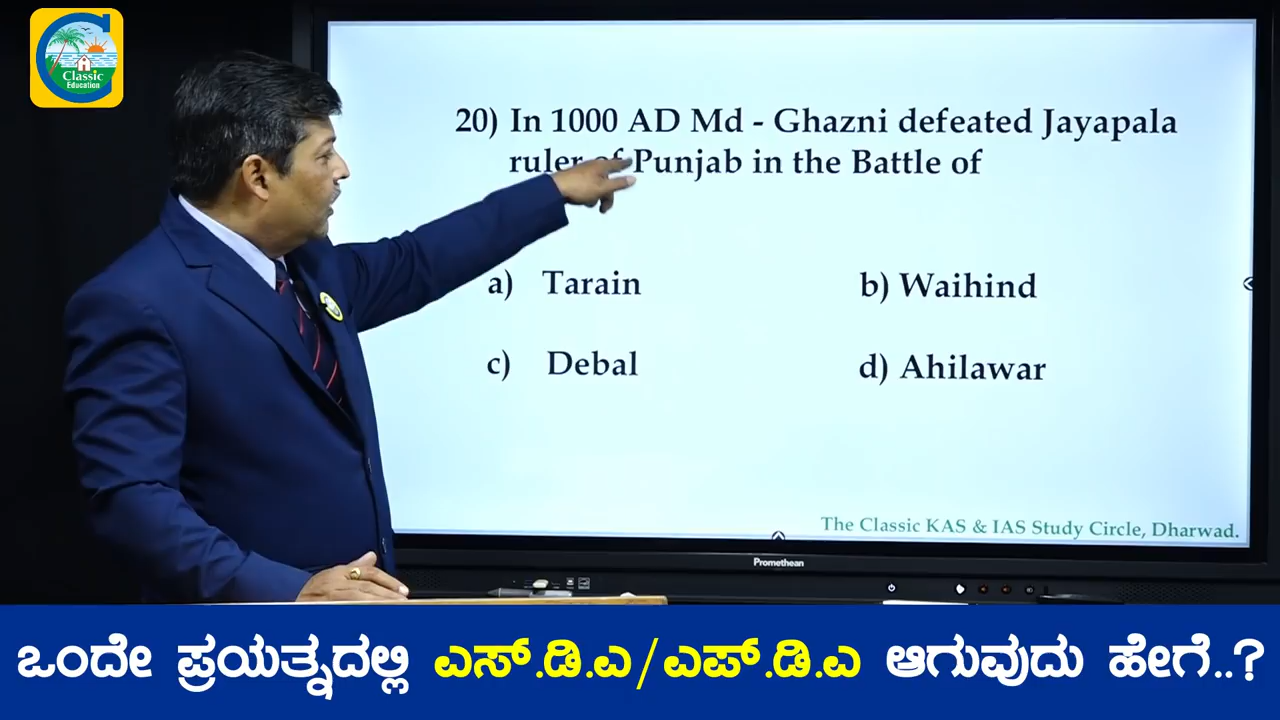 Classic
Education
20) In 1000 AD Md - Ghazni defeated Jayapala
ruler of Punjab in the Battle of
a) Tarain
b) Waihind
c) Debal
d) Ahilawar
The Classic KAS & IAS Study Circle, Dharwad.
Promethean
ಒಂದೇ ಪ್ರಯತ್ನದಲ್ಲಿ ಎಸ್.ಡಿ.ಎ/ಎಪ್.ಡಿ.ಎ ಆಗುವುದು ಹೇಗೆ..?